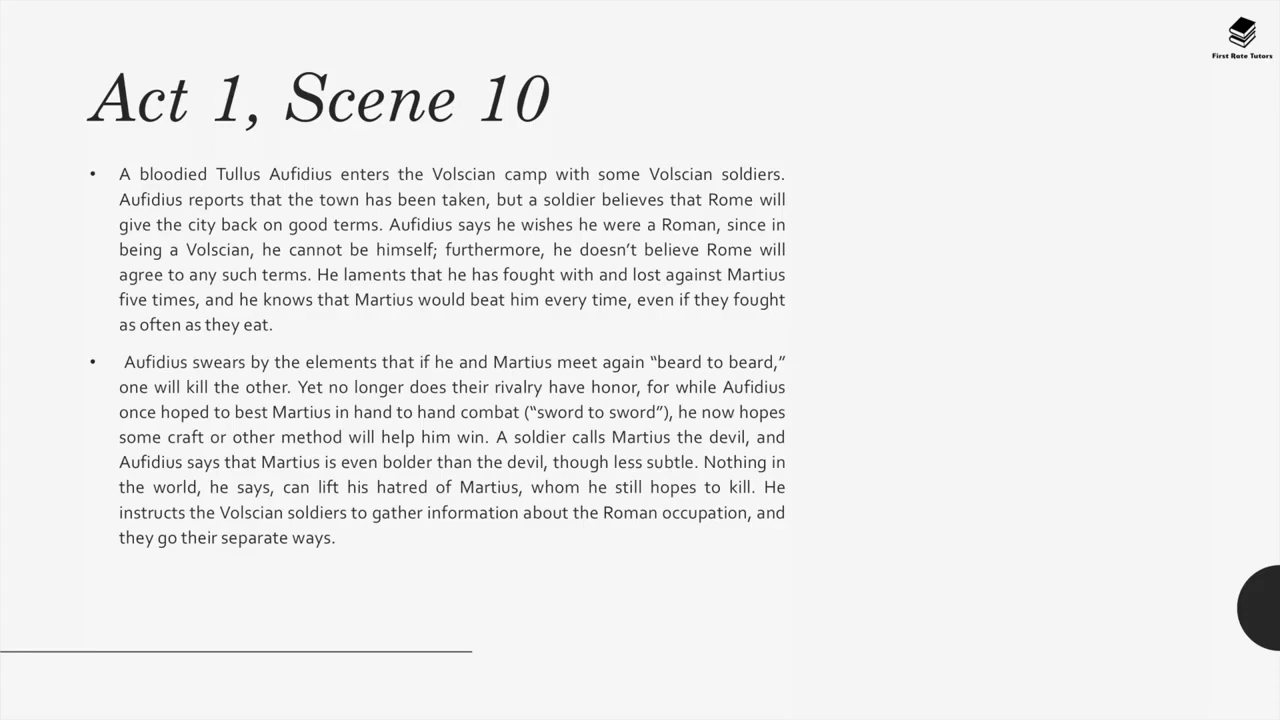 First Rate Tutors
Act 1, Scene 10
• A bloodied Tullus Aufidius enters the Volscian camp with some Volscian soldiers.
Aufidius reports that the town has been taken, but a soldier believes that Rome will
give the city back on good terms. Aufidius says he wishes he were a Roman, since in
being a Volscian, he cannot be himself; furthermore, he doesn’t believe Rome will
agree to any such terms. He laments that he has fought with and lost against Martius
five times, and he knows that Martius would beat him every time, even if they fought
as often as they eat.
• Aufidius swears by the elements that if he and Martius meet again “beard to beard,”
one will kill the other. Yet no longer does their rivalry have honor, for while Aufidius
once hoped to best Martius in hand to hand combat (“sword to sword”), he now hopes
some craft or other method will help him win. A soldier calls Martius the devil, and
Aufidius says that Martius is even bolder than the devil, though less subtle. Nothing in
the world, he says, can lift his hatred of Martius, whom he still hopes to kill. He
instructs the Volscian soldiers to gather information about the Roman occupation, and
they go their separate ways.